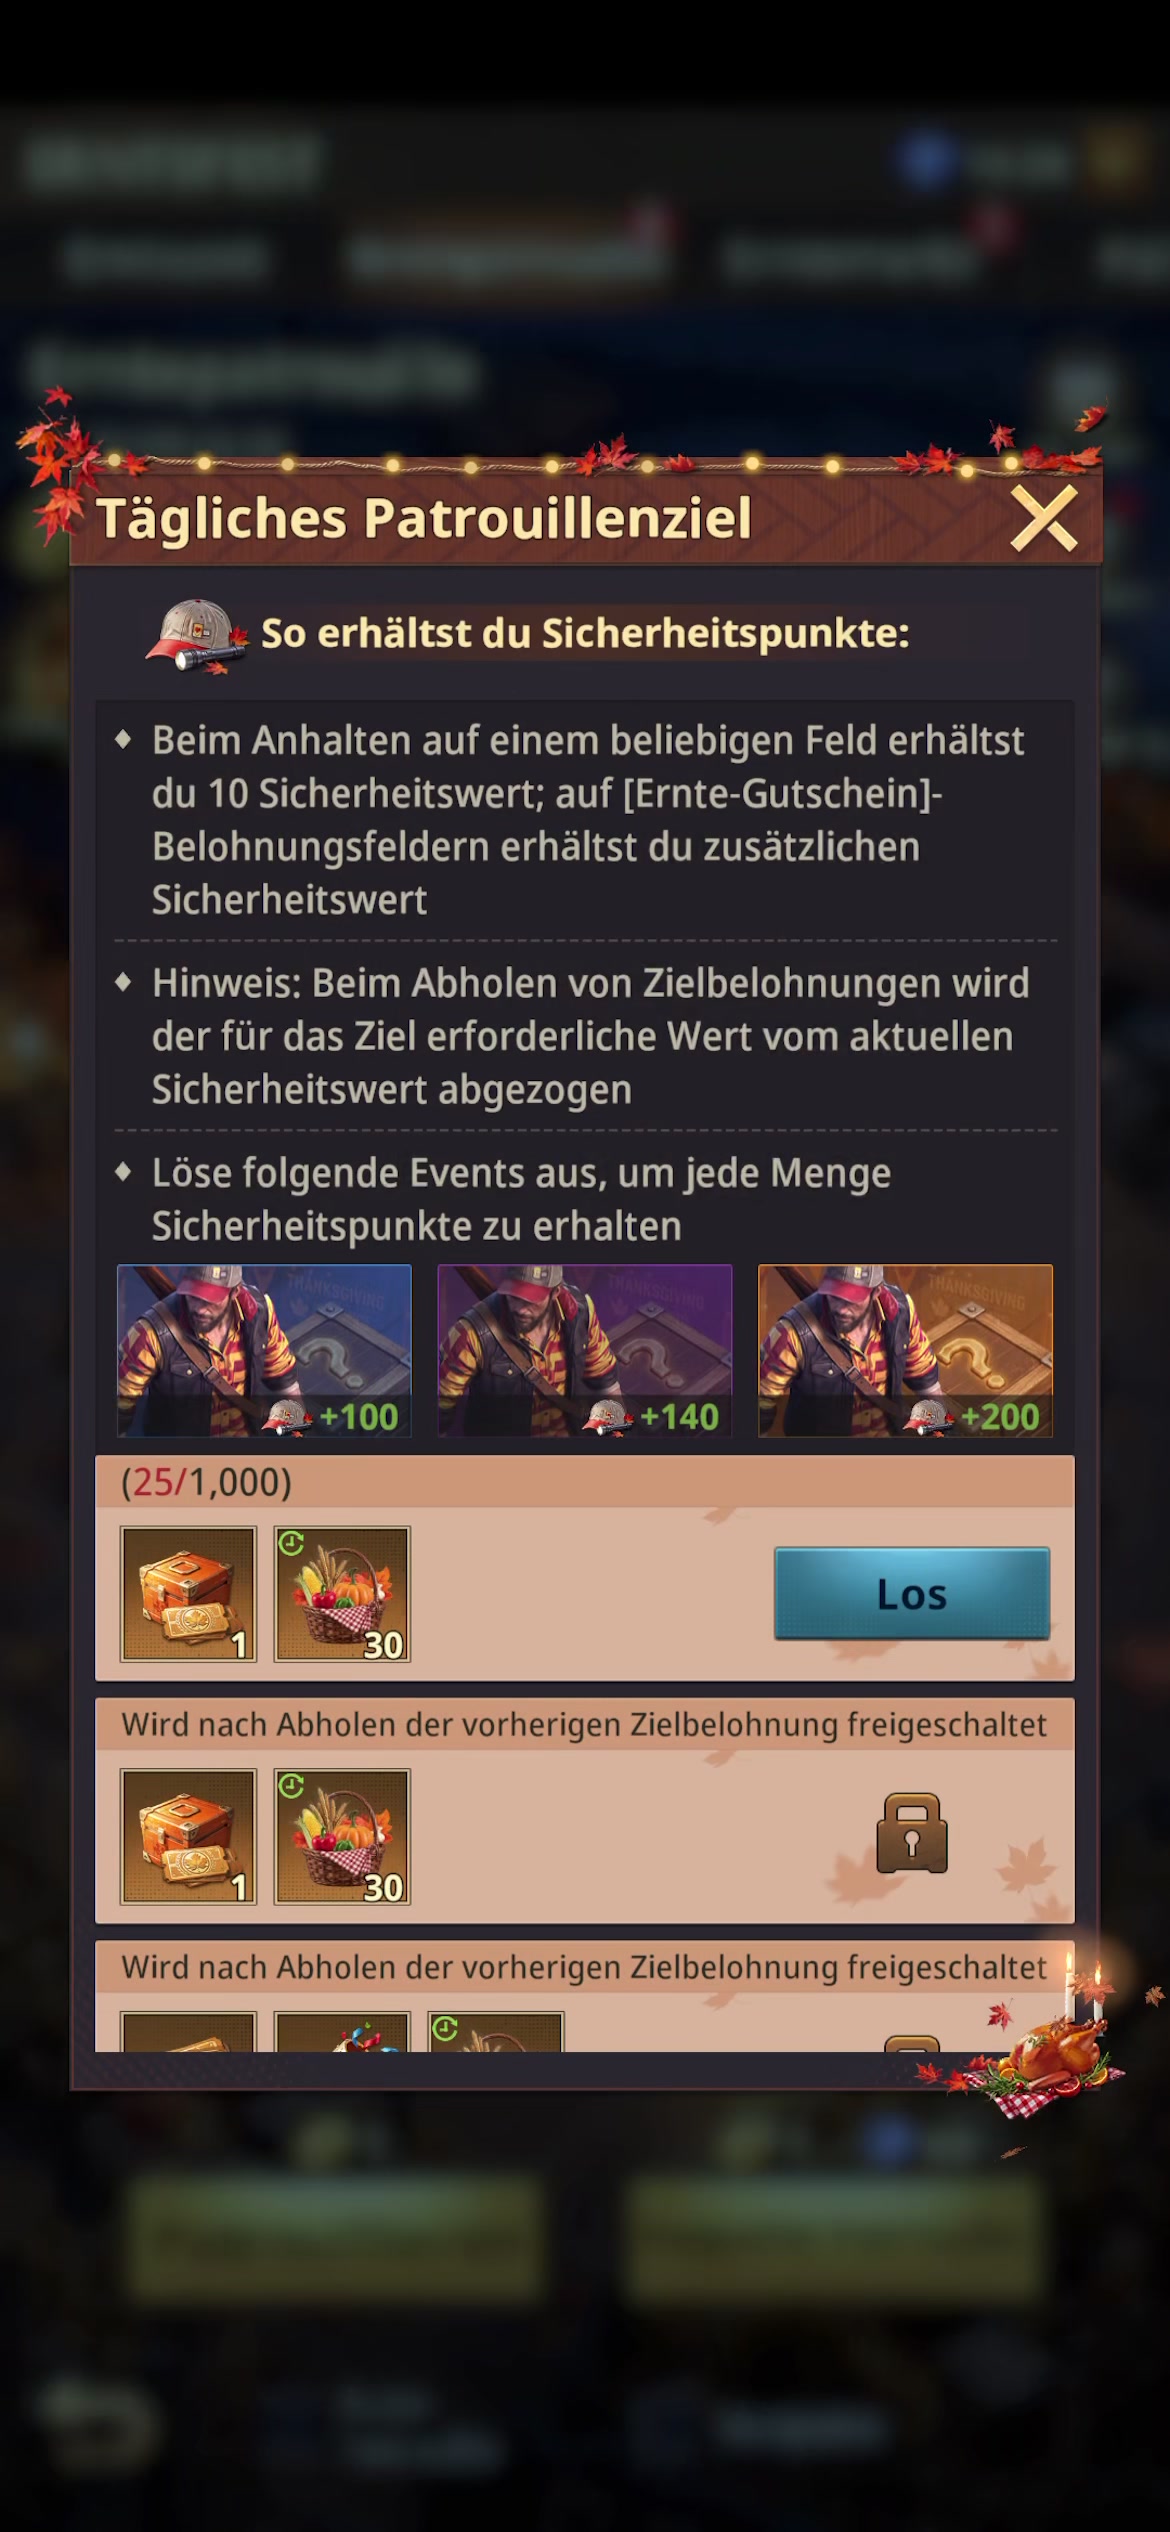 Tägliches Patrouillenziel
So erhältst du Sicherheitspunkte:
Beim Anhalten auf einem beliebigen Feld erhältst
du 10 Sicherheitswert; auf [Ernte-Gutschein]-
Belohnungsfeldern erhältst du zusätzlichen
Sicherheitswert
Hinweis: Beim Abholen von Zielbelohnungen wird
der für das Ziel erforderliche Wert vom aktuellen
Sicherheitswert abgezogen
Löse folgende Events aus, um jede Menge
Sicherheitspunkte zu erhalten
THANKSGIVING
THANKSGIVING
THANKSGIVING
+100
+140
+200
(25/1,000)
1
30
Los
Wird nach Abholen der vorherigen Zielbelohnung freigeschaltet
1
30
Wird nach Abholen der vorherigen Zielbelohnung freigeschaltet